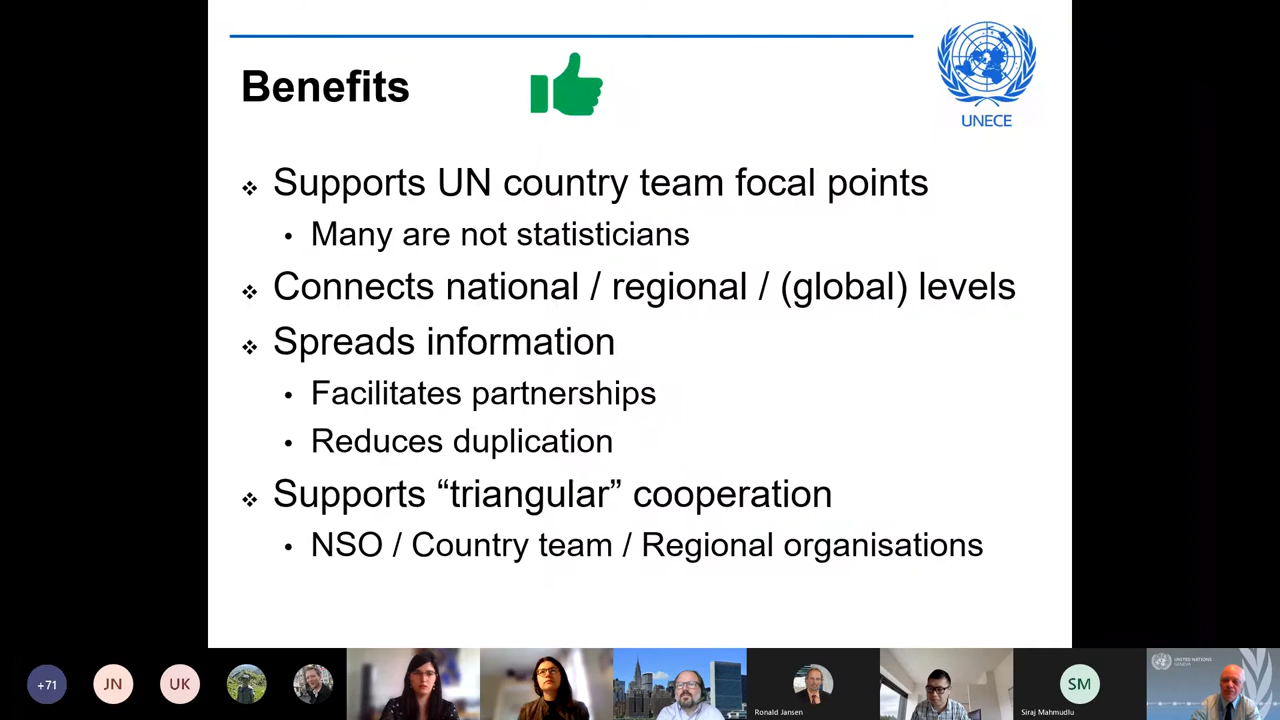 Benefits
UNECE
Supports UN country team focal points
Many are not statisticians
Connects national / regional / (global) levels
Spreads information
Facilitates partnerships
Reduces duplication
Supports “triangular” cooperation
NSO / Country team / Regional organisations
+71
JN
UK
Ronald Jansen
SM
Siraj Mahmudlu
UNITED NATIONS
GENEVA